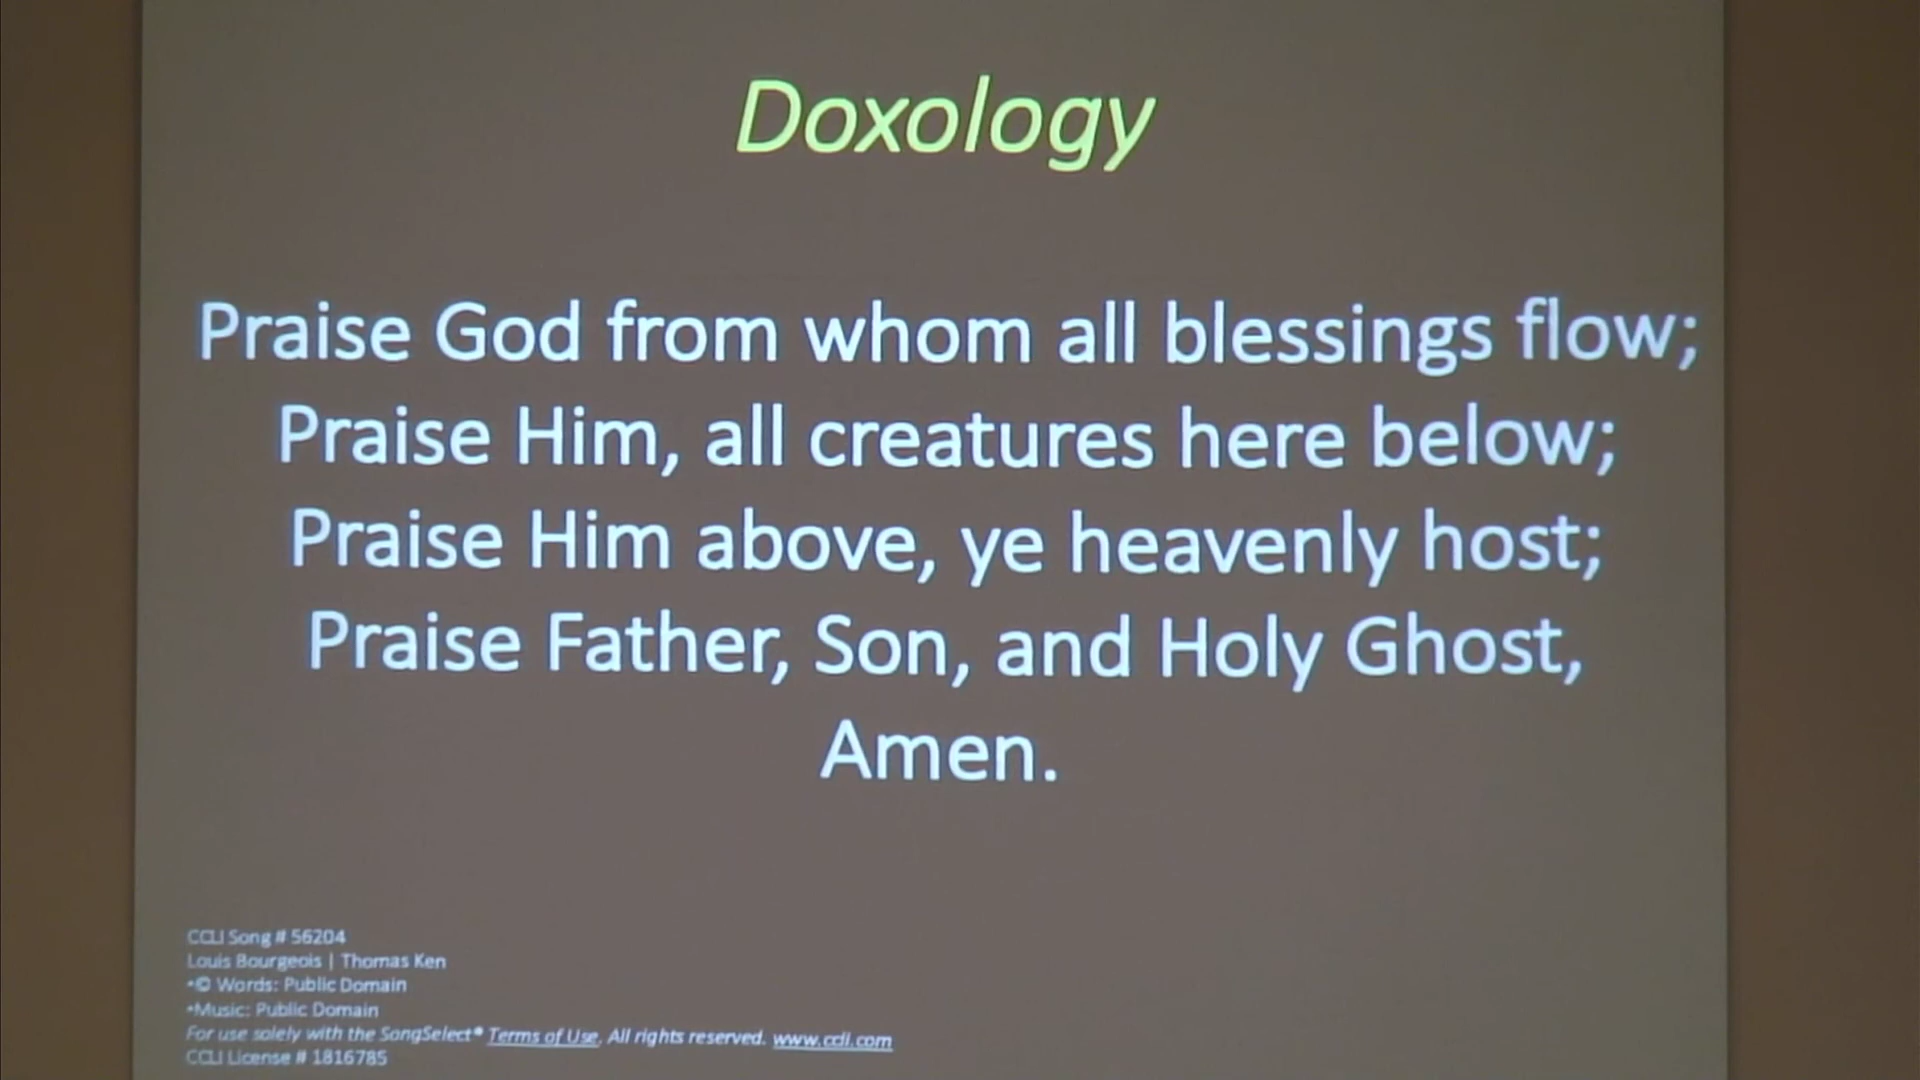 Doxology
Praise God from whom all blessings flow;
Praise Him, all creatures here below;
Praise Him above, ye heavenly host;
Praise Father, Son, and Holy Ghost,
Amen.
CCLI Song # 56204
Louis Bourgeois | Thomas Ken
•© Words: Public Domain
•Music: Public Domain
For use solely with the SongSelect® Terms of Use. All rights reserved. www.ccli.com
CCLI License # 1816785